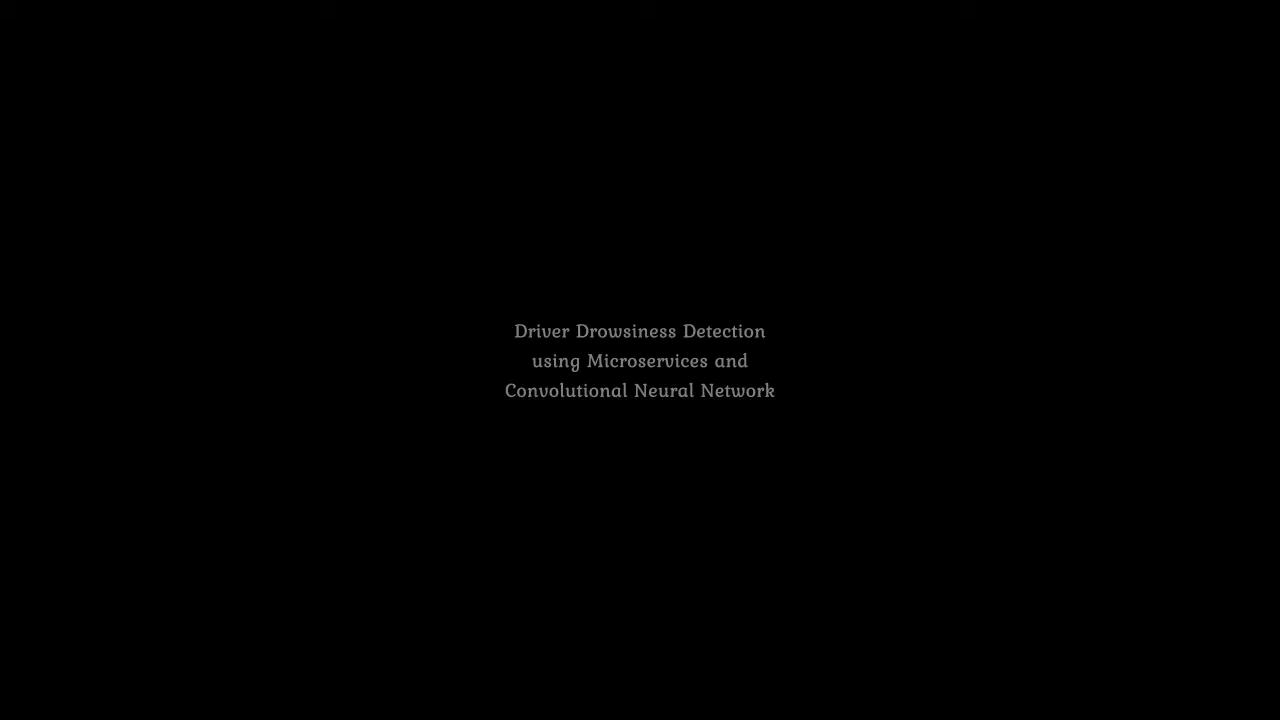 Driver Drowsiness Detection
using Microservices and
Convolutional Neural Network